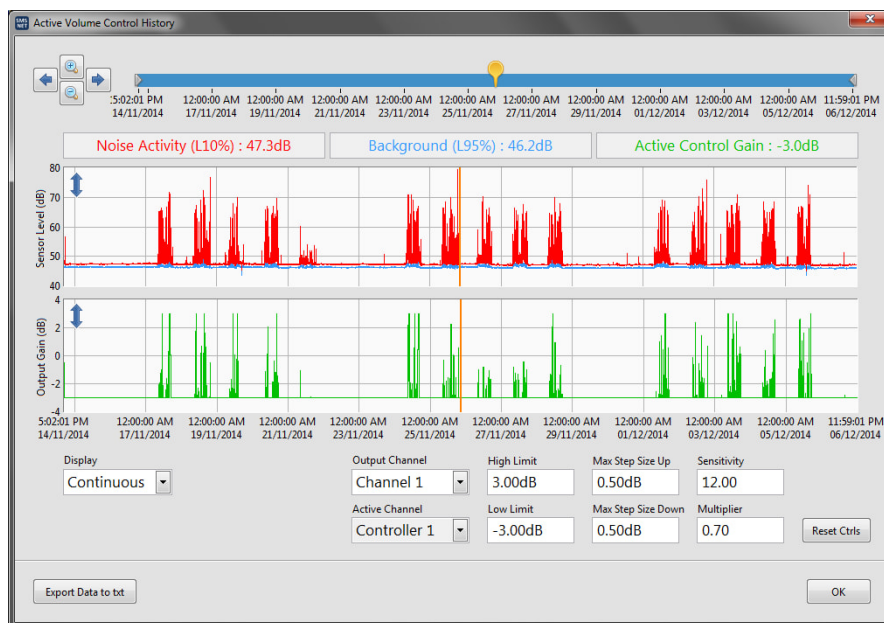 SMS NET Active Volume Control History
5:02:01 PM 12:00:00 AM 12:00:00 AM 12:00:00 AM 12:00:00 AM 12:00:00 AM 12:00:00 AM 12:00:00 AM 12:00:00 AM 12:00:00 AM 12:00:00 AM 11:59:01 PM
14/11/2014 17/11/2014 19/11/2014 21/11/2014 23/11/2014 25/11/2014 27/11/2014 29/11/2014 01/12/2014 03/12/2014 05/12/2014 06/12/2014
Noise Activity (L10%) : 47.3dB Background (L95%) : 46.2dB Active Control Gain : -3.0dB
Sensor Level (dB)
80
70
60
50
40
Output Gain (dB)
4
2
0
-2
-4
5:02:01 PM 12:00:00 AM 12:00:00 AM 12:00:00 AM 12:00:00 AM 12:00:00 AM 12:00:00 AM 12:00:00 AM 12:00:00 AM 12:00:00 AM 12:00:00 AM 11:59:01 PM
14/11/2014 17/11/2014 19/11/2014 21/11/2014 23/11/2014 25/11/2014 27/11/2014 29/11/2014 01/12/2014 03/12/2014 05/12/2014 06/12/2014
Display Output Channel High Limit Max Step Size Up Sensitivity
Continuous Channel 1 3.00dB 0.50dB 12.00
Active Channel Low Limit Max Step Size Down Multiplier
Controller 1 -3.00dB 0.50dB 0.70 Reset Ctrls
Export Data to txt OK